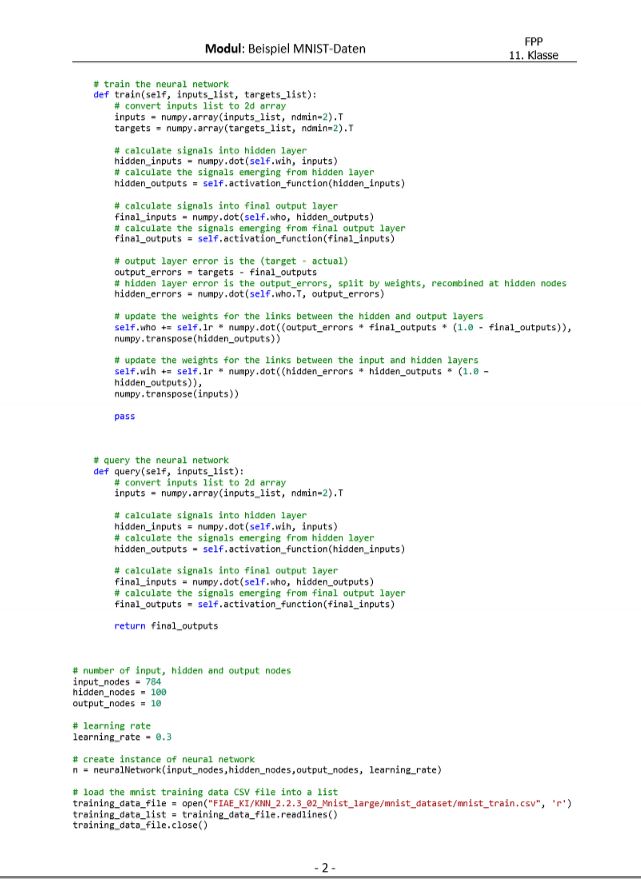 Modul: Beispiel MNIST-Daten
FPP
11. Klasse
# train the neural network
def train(self, inputs_list, targets_list):
# convert inputs list to 2d array
inputs = numpy.array(inputs_list, ndmin=2).T
targets = numpy.array(targets_list, ndmin=2).T
# calculate signals into hidden layer
hidden_inputs = numpy.dot(self.wih, inputs)
# calculate the signals emerging from hidden layer
hidden_outputs = self.activation_function(hidden_inputs)
# calculate signals into final output layer
final_inputs = numpy.dot(self.who, hidden_outputs)
# calculate the signals emerging from final output layer
final_outputs = self.activation_function(final_inputs)
# output layer error is the (target - actual)
output_errors = targets - final_outputs
# hidden layer error is the output_errors, split by weights, recombined at hidden nodes
hidden_errors = numpy.dot(self.who.T, output_errors)
# update the weights for the links between the hidden and output layers
self.who += self.lr * numpy.dot((output_errors * final_outputs * (1.0 - final_outputs)),
numpy.transpose(hidden_outputs))
# update the weights for the links between the input and hidden layers
self.wih += self.lr * numpy.dot((hidden_errors * hidden_outputs * (1.0 -
hidden_outputs)),
numpy.transpose(inputs))
pass
# query the neural network
def query(self, inputs_list):
# convert inputs list to 2d array
inputs = numpy.array(inputs_list, ndmin=2).T
# calculate signals into hidden layer
hidden_inputs = numpy.dot(self.wih, inputs)
# calculate the signals emerging from hidden layer
hidden_outputs = self.activation_function(hidden_inputs)
# calculate signals into final output layer
final_inputs = numpy.dot(self.who, hidden_outputs)
# calculate the signals emerging from final output layer
final_outputs = self.activation_function(final_inputs)
return final_outputs
# number of input, hidden and output nodes
input_nodes = 784
hidden_nodes = 100
output_nodes = 10
# learning rate
learning_rate = 0.3
# create instance of neural network
n = neuralNetwork(input_nodes,hidden_nodes,output_nodes, learning_rate)
# load the mnist training data CSV file into a list
training_data_file = open("FIAE_KI/KNN_2.2.3_02_Mnist_large/mnist_dataset/mnist_train.csv", 'r')
training_data_list = training_data_file.readlines()
training_data_file.close()
- 2 -